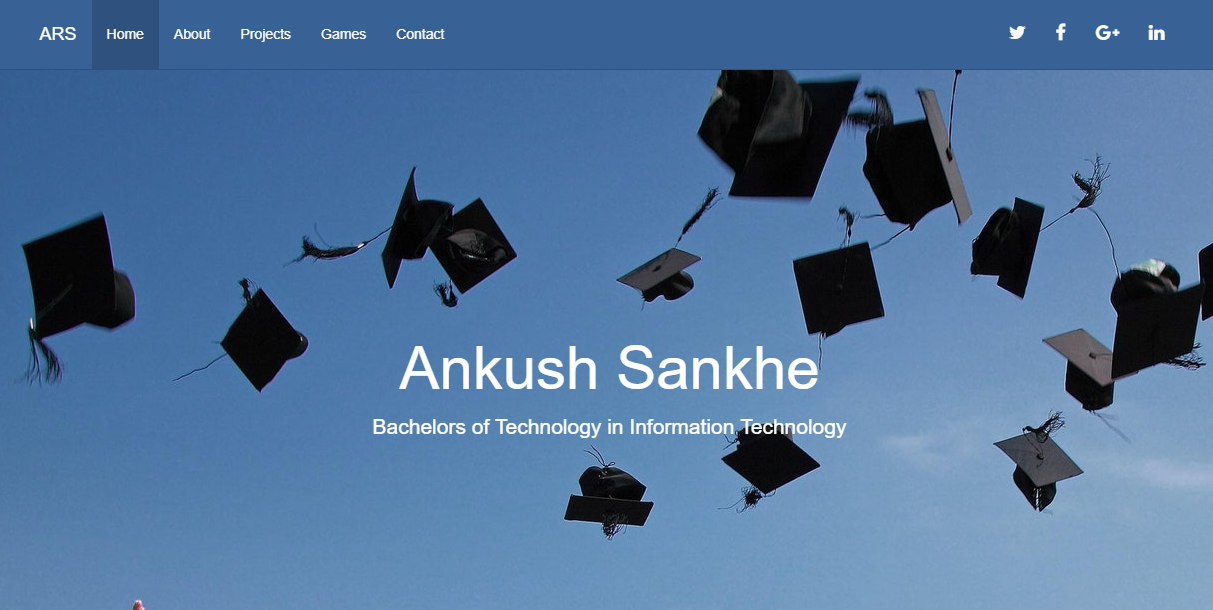 ARS Home About Projects Games Contact
Ankush Sankhe
Bachelors of Technology in Information Technology